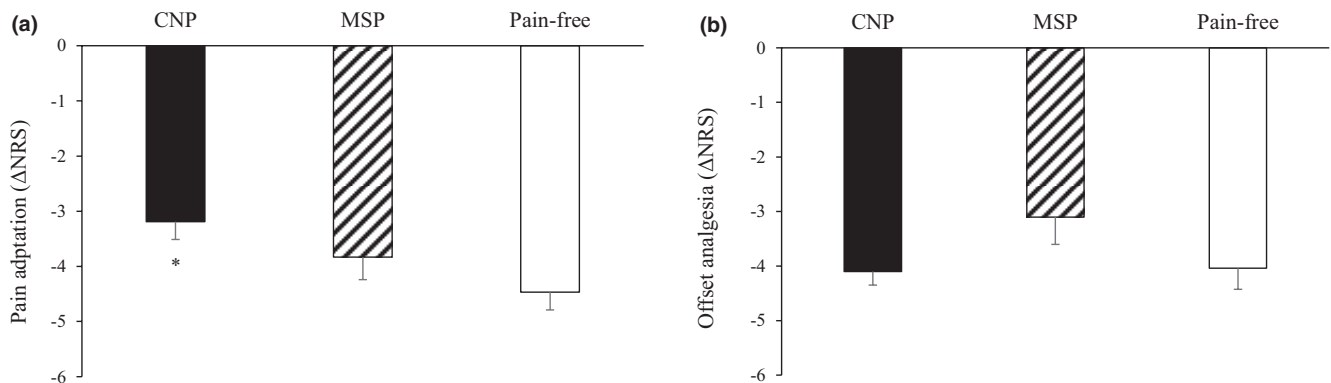 (a)
CNP MSP Pain-free
0
-1
-2
-3
-4
-5
-6
Pain adptation (ΔNRS)
*
(b)
CNP MSP Pain-free
0
-1
-2
-3
-4
-5
-6
Offset analgesia (ΔNRS)